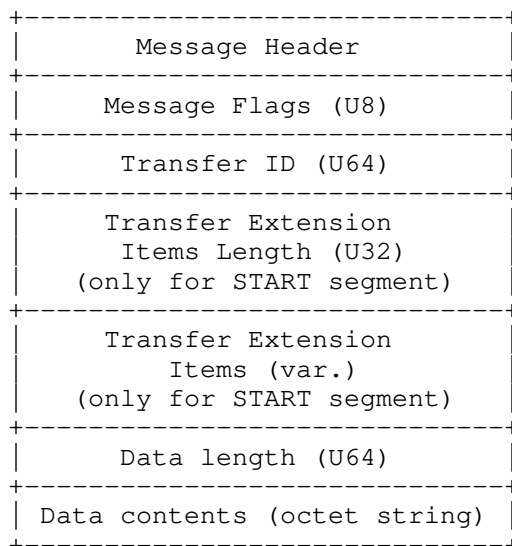 Message Header
Message Flags (U8)
Transfer ID (U64)
Transfer Extension
Items Length (U32)
(only for START segment)
Transfer Extension
Items (var.)
(only for START segment)
Data length (U64)
Data contents (octet string)